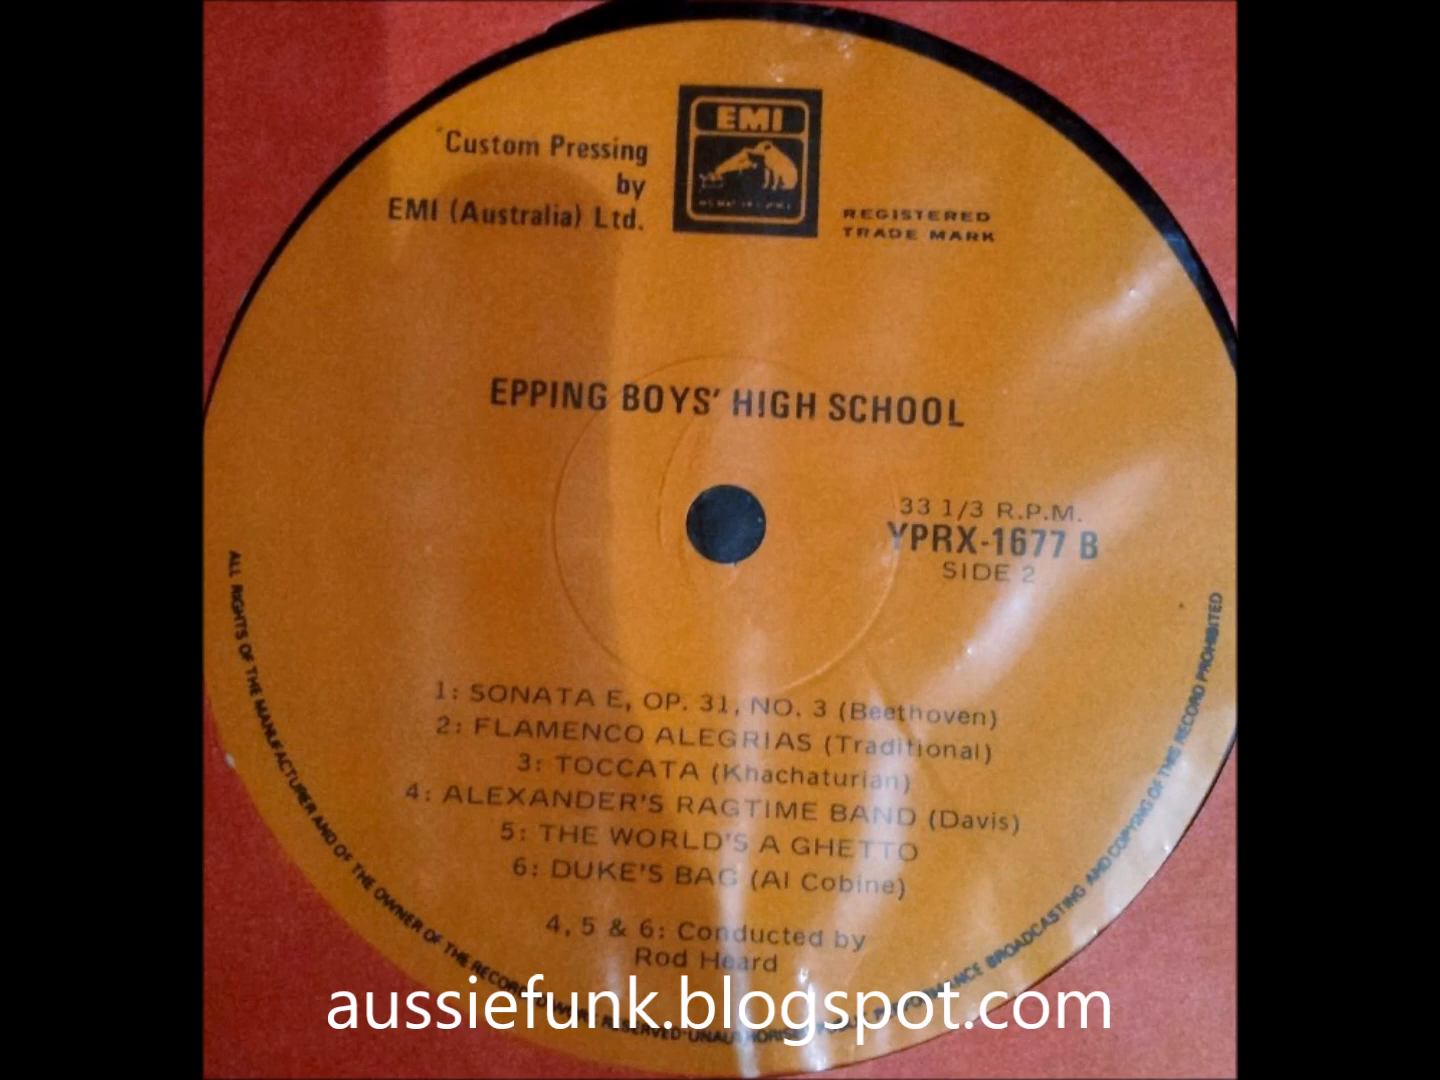 Custom Pressing
by
EMI (Australia) Ltd.
EMI
REGISTERED
TRADE MARK
EPPING BOYS' HIGH SCHOOL
33 1/3 R.P.M.
YPRX-1677 B
SIDE 2
1: SONATA E, OP. 31, NO. 3 (Beethoven)
2: FLAMENCO ALEGRIAS (Traditional)
3: TOCCATA (Khachaturian)
4: ALEXANDER'S RAGTIME BAND (Davis)
5: THE WORLD'S A GHETTO
6: DUKE'S BAG (Al Cobine)
4, 5 & 6: Conducted by
Rod Heard
ALL RIGHTS OF THE MANUFACTURER AND OF THE OWNER OF THE RECORDED RESERVED UNAUTHORISED BROADCASTING AND COPYING OF THIS RECORD PROHIBITED
aussiefunk.blogspot.com